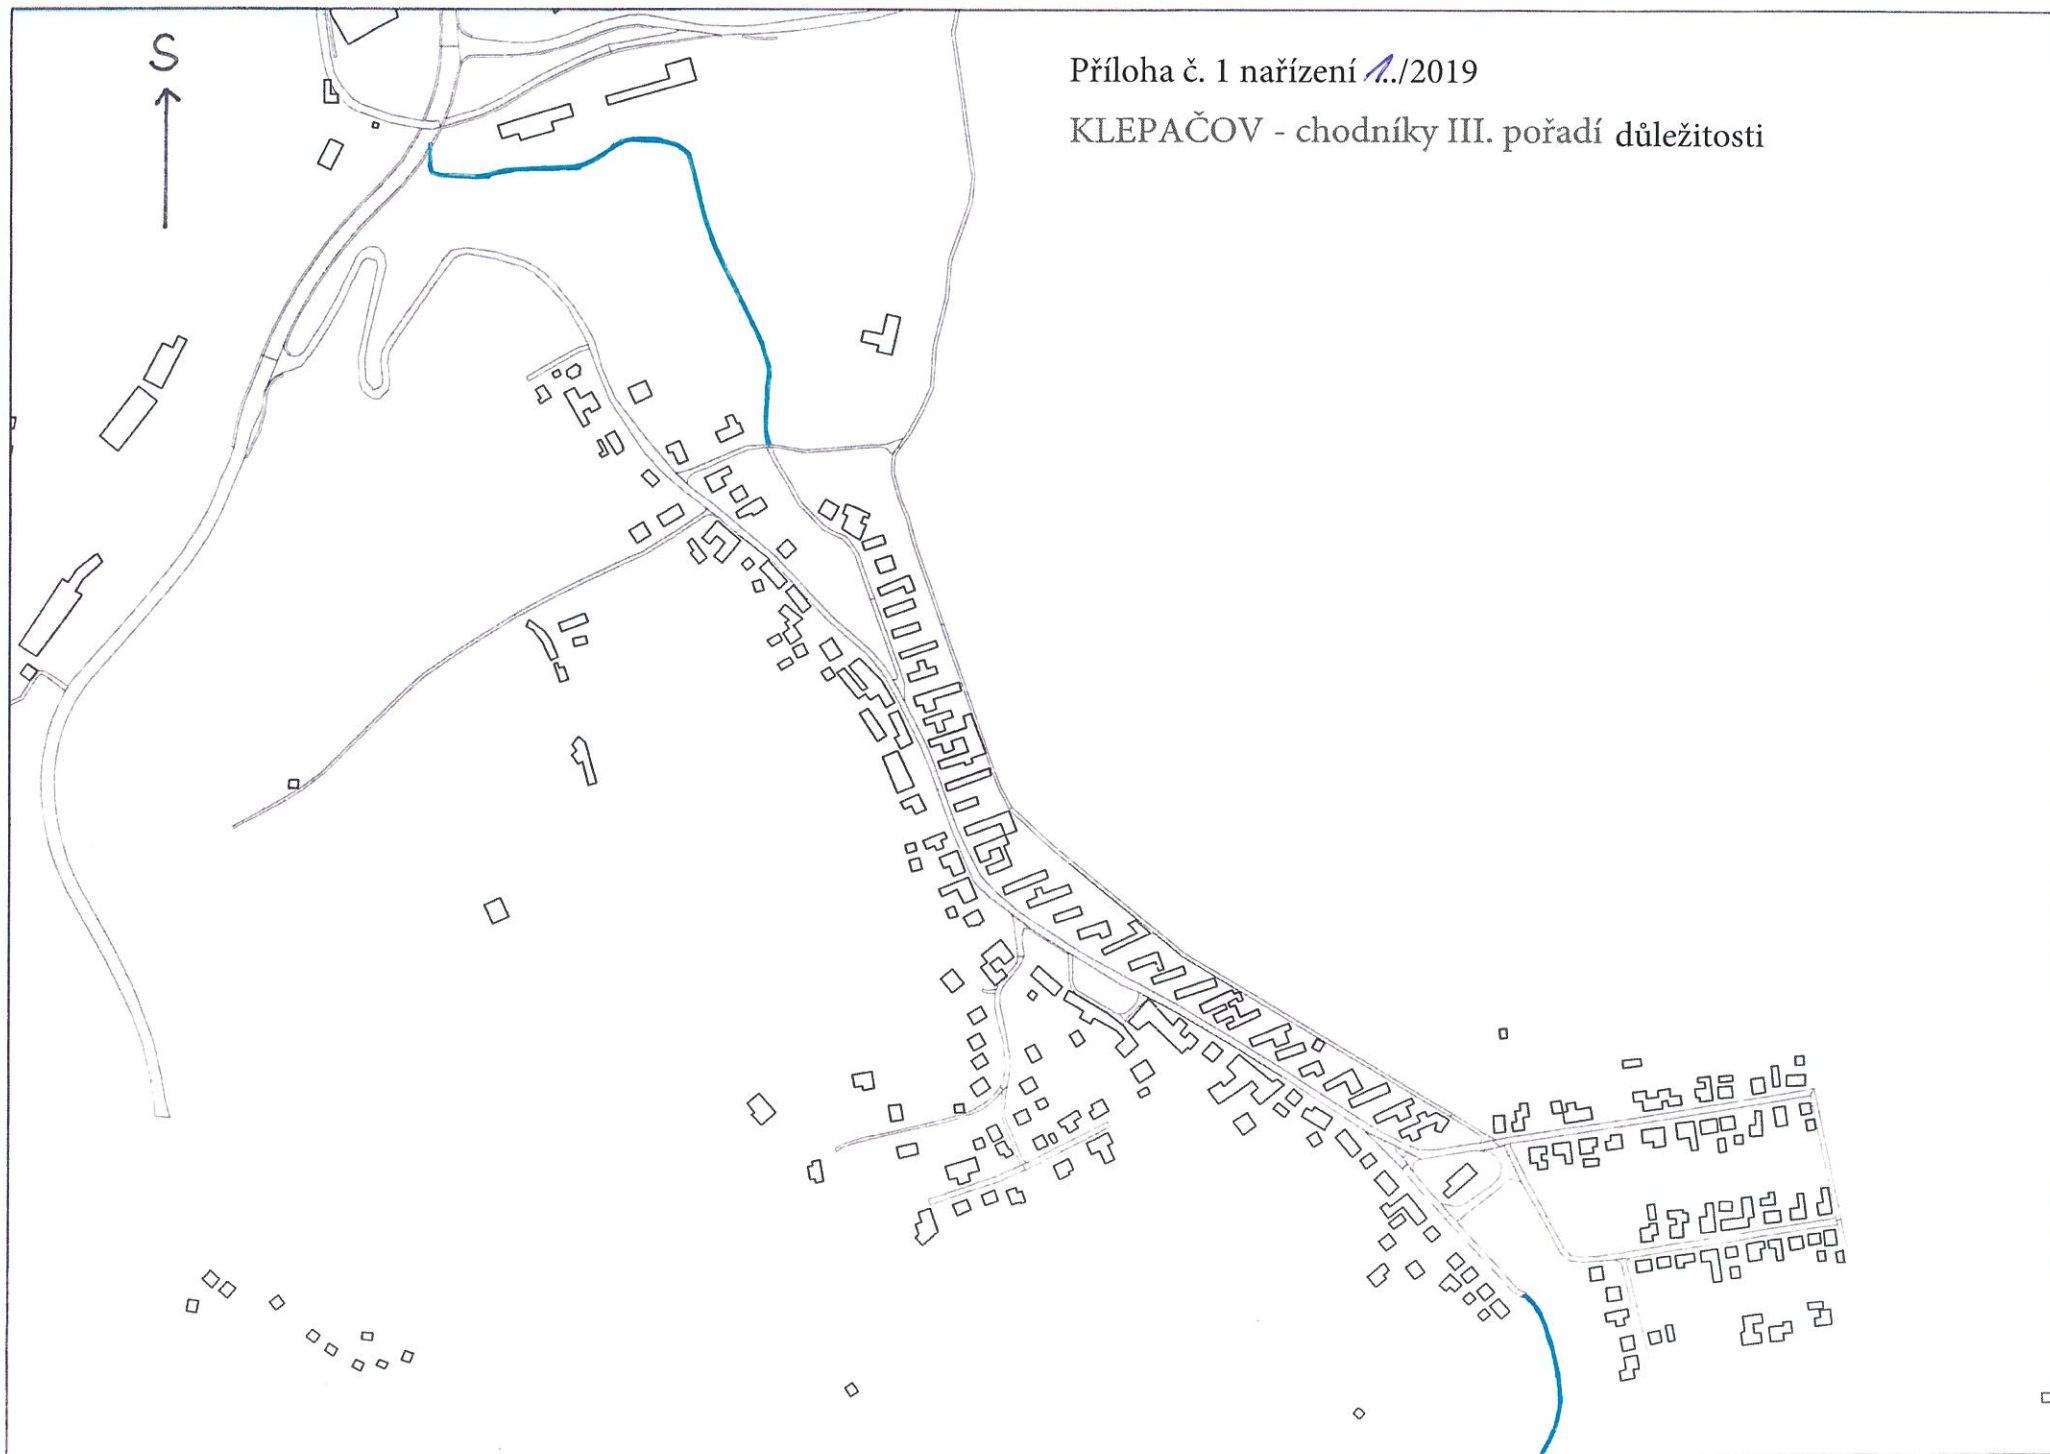 S
Příloha č. 1 nařízení 1../2019
KLEPAČOV - chodníky III. pořadí důležitosti